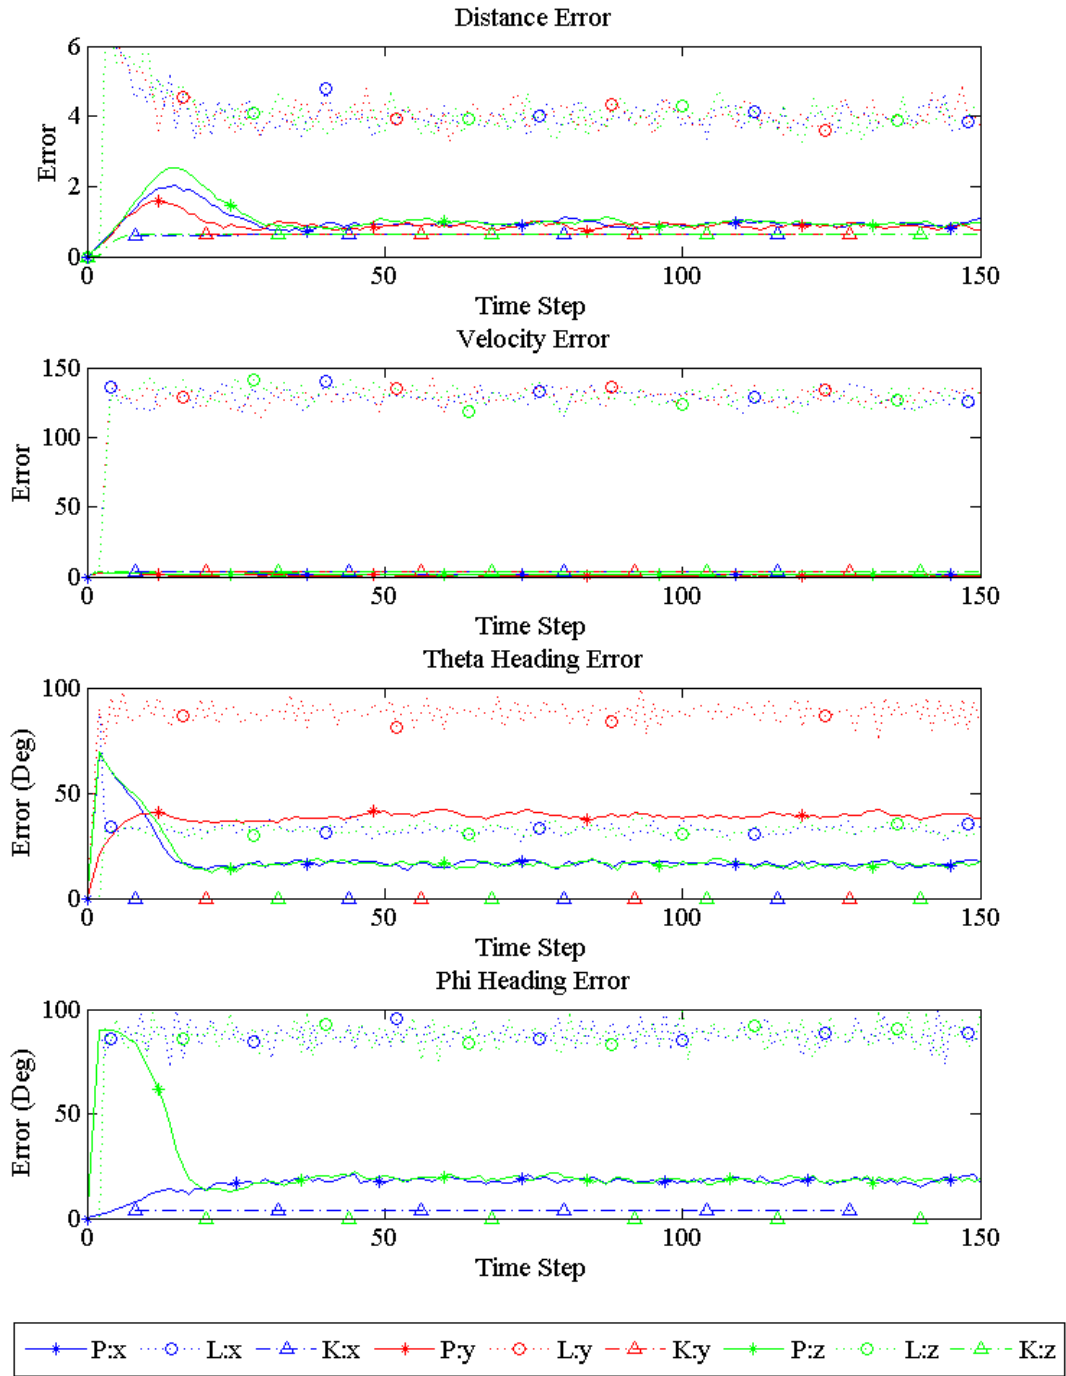 Distance Error
6
4
2
0
Error
0 50 100 150
Time Step
Velocity Error
150
100
50
0
Error
0 50 100 150
Time Step
Theta Heading Error
100
50
0
Error (Deg)
0 50 100 150
Time Step
Phi Heading Error
100
50
0
Error (Deg)
0 50 100 150
Time Step
P:x L:x K:x P:y L:y K:y P:z L:z K:z